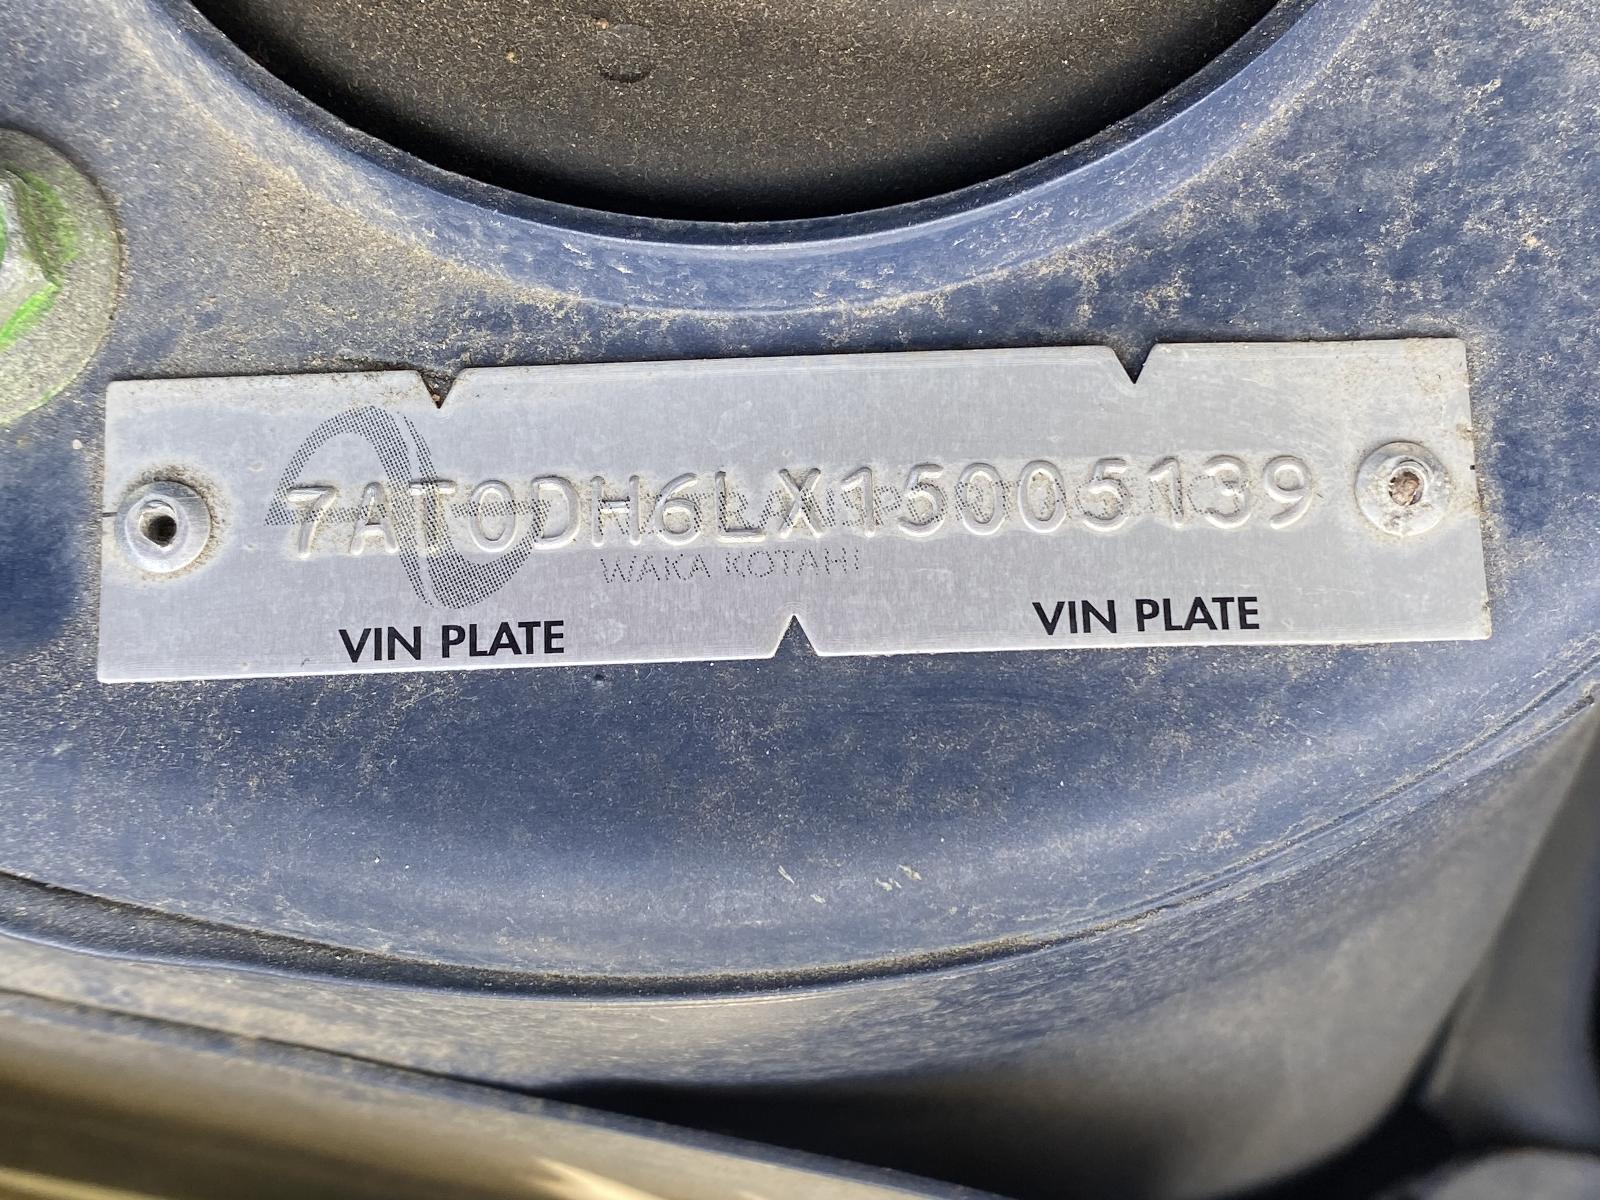 7AT0DH6LX15005139
WAKA KOTAHI
VIN PLATE VIN PLATE